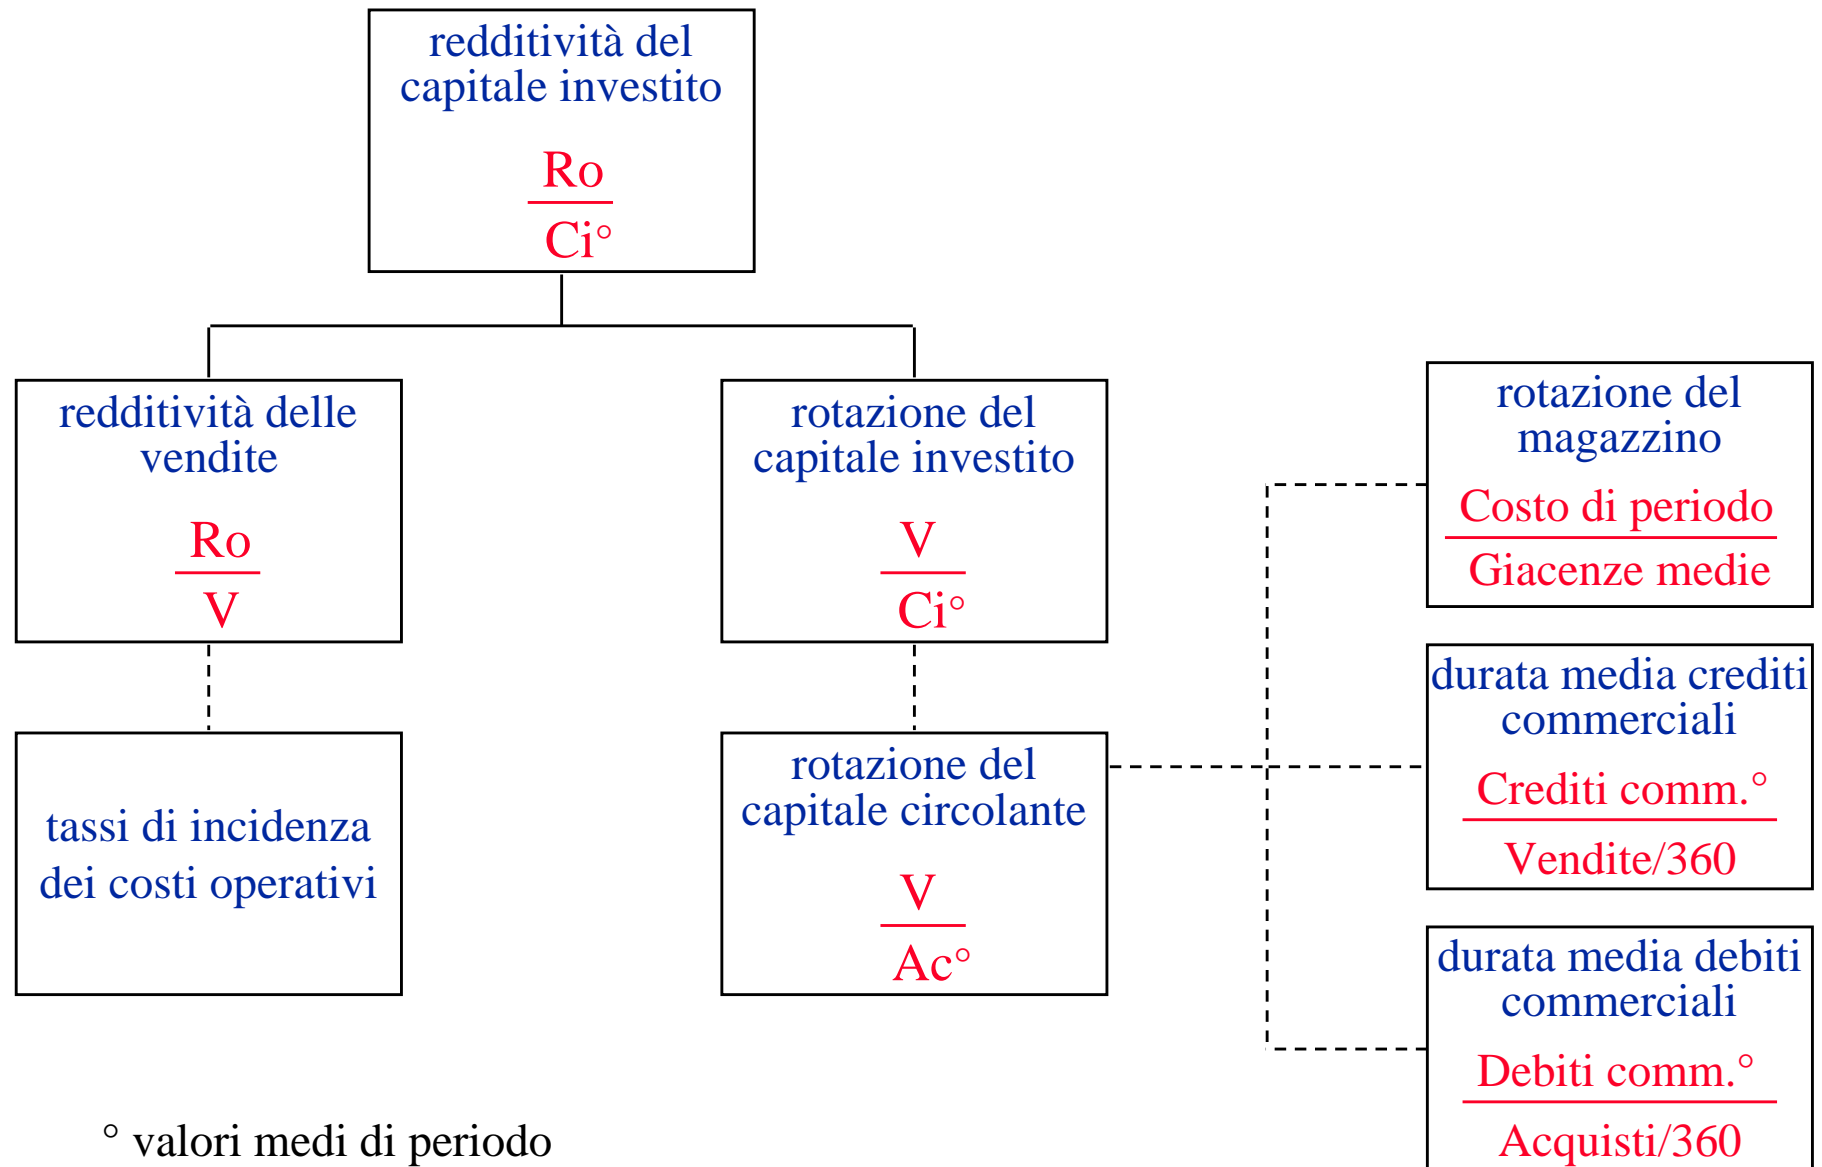 redditività del
capitale investito
Ro
Ci°
redditività delle
vendite
Ro
V
rotazione del
capitale investito
V
Ci°
rotazione del
magazzino
Costo di periodo
Giacenze medie
tassi di incidenza
dei costi operativi
rotazione del
capitale circolante
V
Ac°
durata media crediti
commerciali
Crediti comm.°
Vendite/360
durata media debiti
commerciali
Debiti comm.°
Acquisti/360
° valori medi di periodo